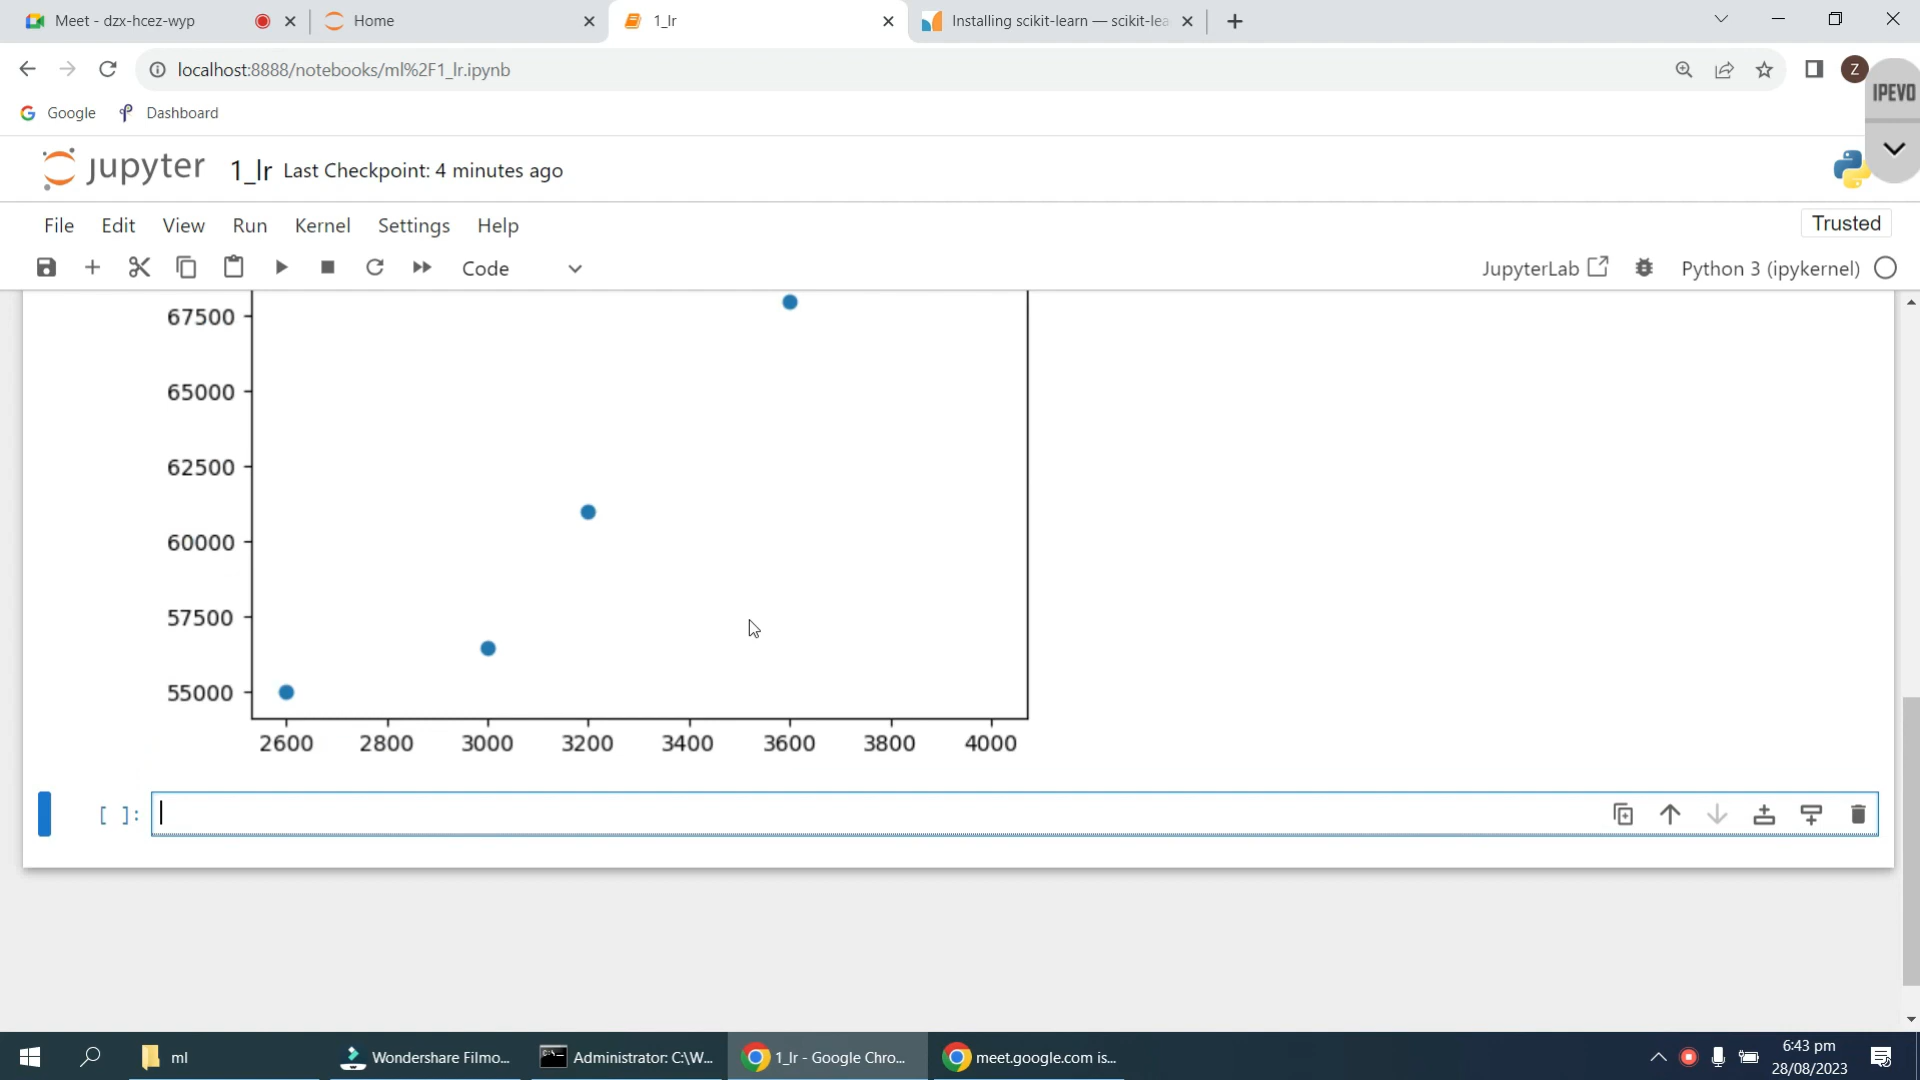 Meet - dzx-hcez-wyp
Home
1_lr
Installing scikit-learn — scikit-lea
localhost:8888/notebooks/ml%2F1_lr.ipynb
Z
IPEVO
Google
Dashboard
jupyter
1_lr
Last Checkpoint: 4 minutes ago
File
Edit
View
Run
Kernel
Settings
Help
Trusted
Code
JupyterLab
Python 3 (ipykernel)
67500
65000
62500
60000
57500
55000
2600
2800
3000
3200
3400
3600
3800
4000
[ ]:
ml
Wondershare Filmo...
Administrator: C:\W...
1_lr - Google Chro...
meet.google.com is...
6:43 pm
28/08/2023